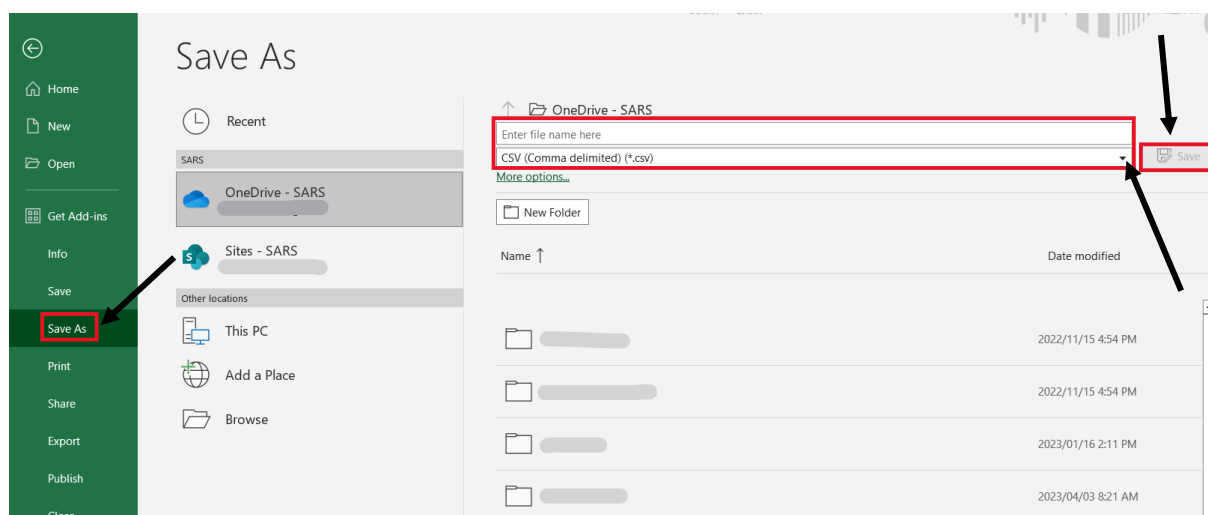 Save As
Home
New
Open
Get Add-ins
Info
Save
Save As
Print
Share
Export
Publish
Recent
SARS
OneDrive - SARS
Sites - SARS
Other locations
This PC
Add a Place
Browse
OneDrive - SARS
Enter file name here
CSV (Comma delimited) (*.csv)
Save
More options...
New Folder
Name ↑ Date modified
2022/11/15 4:54 PM
2022/11/15 4:54 PM
2023/01/16 2:11 PM
2023/04/03 8:21 AM